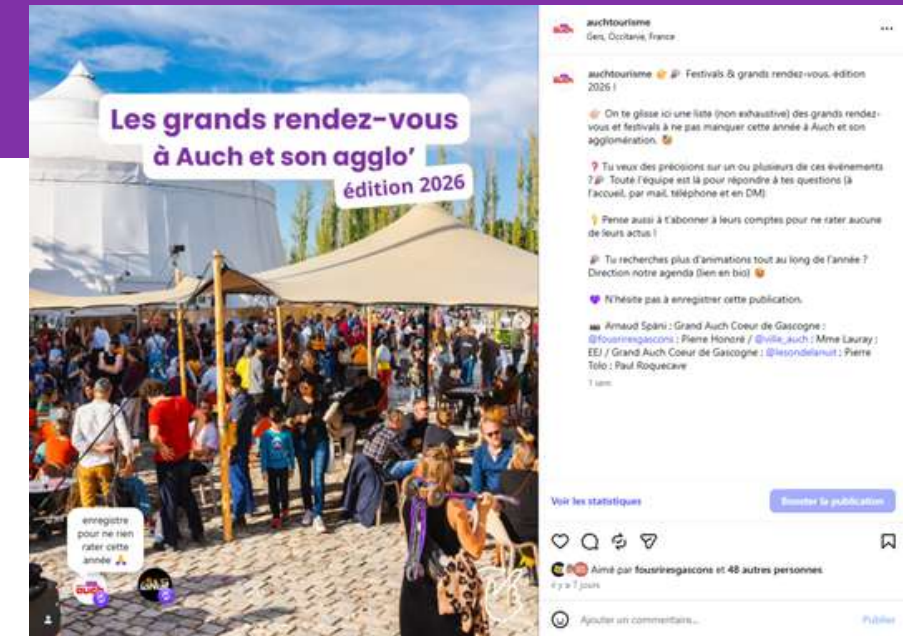 Les grands rendez-vous
à Auch et son agglo'
édition 2026
enregistre
pour ne rien
rater cette
année 🙏
auchtourisme
Gers, Occitanie, France
auchtourisme 👉 🎉 Festivals & grands rendez-vous, édition
2026 !
👉 On te glisse ici une liste (non exhaustive) des grands rendez-
vous et festivals à ne pas manquer cette année à Auch et son
agglomération.
❓ Tu veux des précisions sur un ou plusieurs de ces événements
?🎉 Toute l'équipe est là pour répondre à tes questions (à
l'accueil, par mail, téléphone et en DM)
💡 Pense aussi à t'abonner à leurs comptes pour ne rater aucune
de leurs actus !
🎉 Tu recherches plus d'animations tout au long de l'année ?
Direction notre agenda (lien en bio)
💜 N'hésite pas à enregistrer cette publication.
📷 Arnaud Späni ; Grand Auch Coeur de Gascogne ;
@fousriresgascons ; Pierre Honoré / @ville_auch ; Mme Lauray ;
EEJ / Grand Auch Coeur de Gascogne ; @lesondelanuit ; Pierre
Tolo ; Paul Roquecave
1 sem
Voir les statistiques
Booster la publication
Aimé par fousriresgascons et 48 autres personnes
il y a 7 jours
Ajouter un commentaire...
Publier